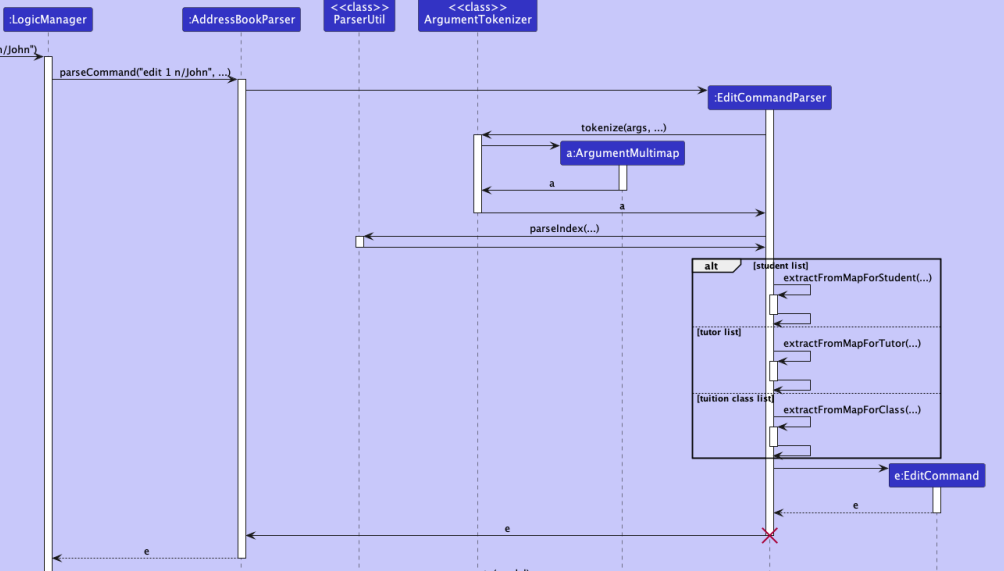 <<class>> <<class>>
:LogicManager :AddressBookParser ParserUtil ArgumentTokenizer
n/John")
parseCommand("edit 1 n/John", ...)
:EditCommandParser
tokenize(args, ...)
a:ArgumentMultimap
a
a
parseIndex(...)
alt [student list]
extractFromMapForStudent(...)
[tutor list]
extractFromMapForTutor(...)
[tuition class list]
extractFromMapForClass(...)
e:EditCommand
e
e
e